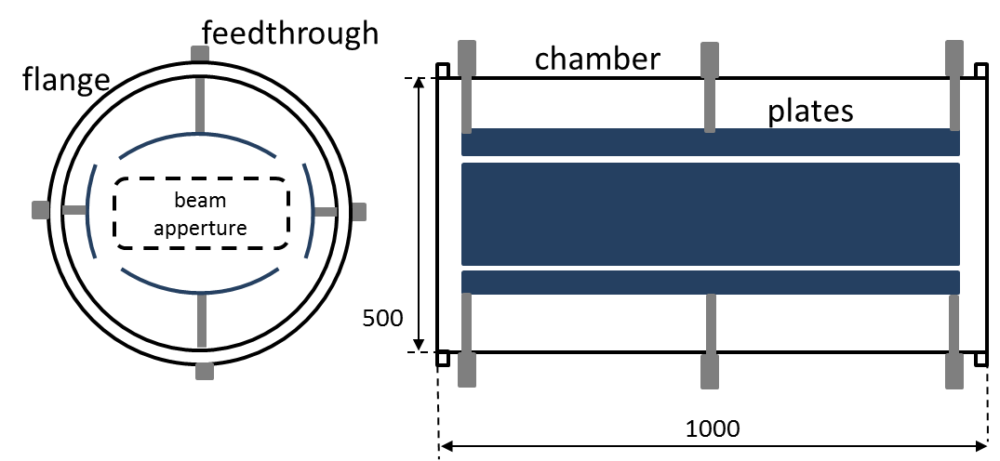 feedthrough
flange
chamber
plates
beam
apperture
500
1000